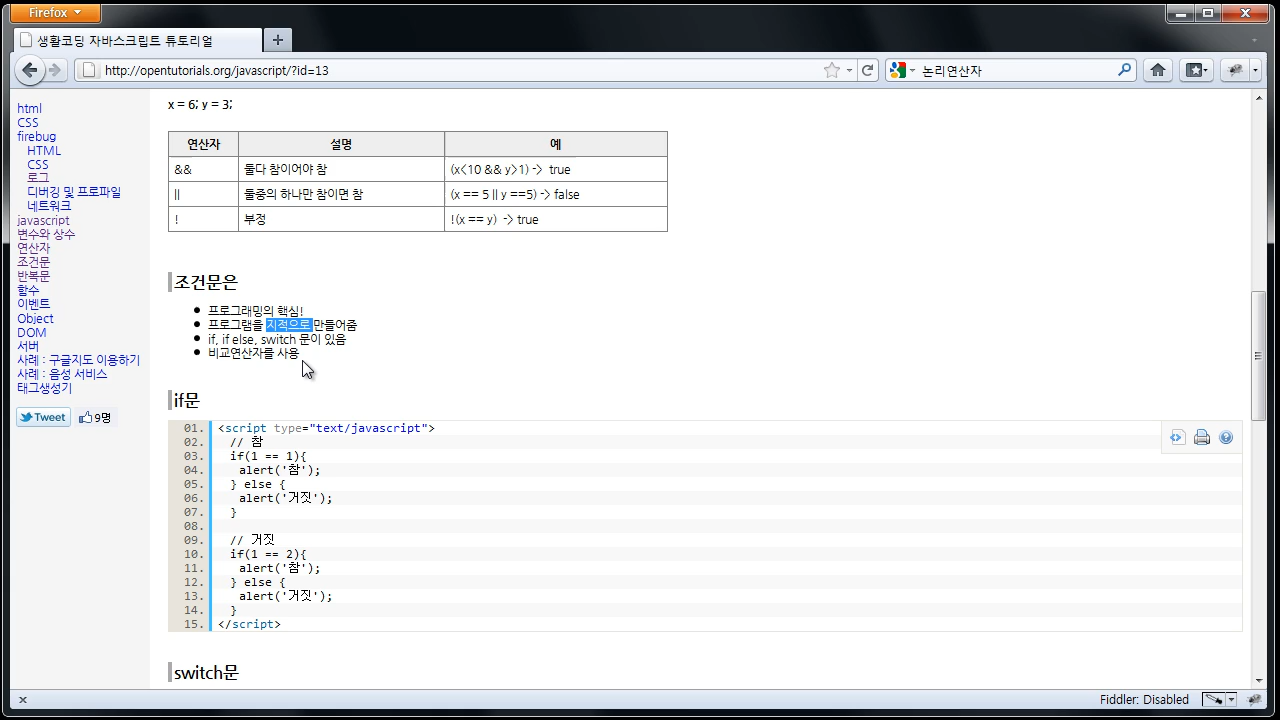 Firefox
생활코딩 자바스크립트 튜토리얼
http://opentutorials.org/javascript/?id=13
논리연산자
html
CSS
firebug
HTML
CSS
로그
디버깅 및 프로파일
네트워크
javascript
변수와 상수
연산자
조건문
반복문
함수
이벤트
Object
DOM
서버
사례 : 구글지도 이용하기
사례 : 음성 서비스
태그생성기
Tweet 9명
x = 6; y = 3;
연산자 설명 예
&& 둘다 참이어야 참 (x<10 && y>1) -> true
|| 둘중의 하나만 참이면 참 (x == 5 || y ==5) -> false
! 부정 !(x == y) -> true
조건문은
프로그래밍의 핵심!
프로그램을 지적으로 만들어줌
if, if else, switch 문이 있음
비교연산자를 사용
if문
01. <script type="text/javascript">
02. // 참
03. if(1 == 1){
04. alert('참');
05. } else {
06. alert('거짓');
07. }
08.
09. // 거짓
10. if(1 == 2){
11. alert('참');
12. } else {
13. alert('거짓');
14. }
15. </script>
switch문
Fiddler: Disabled